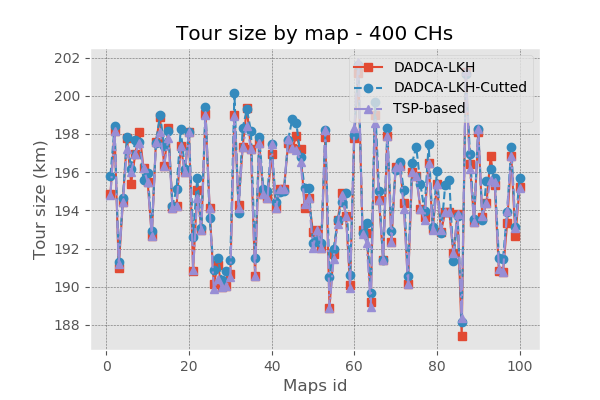 Tour size by map - 400 CHs
Tour size (km)
202
200
198
196
194
192
190
188
DADCA-LKH
DADCA-LKH-Cutted
TSP-based
0 20 40 60 80 100
Maps id